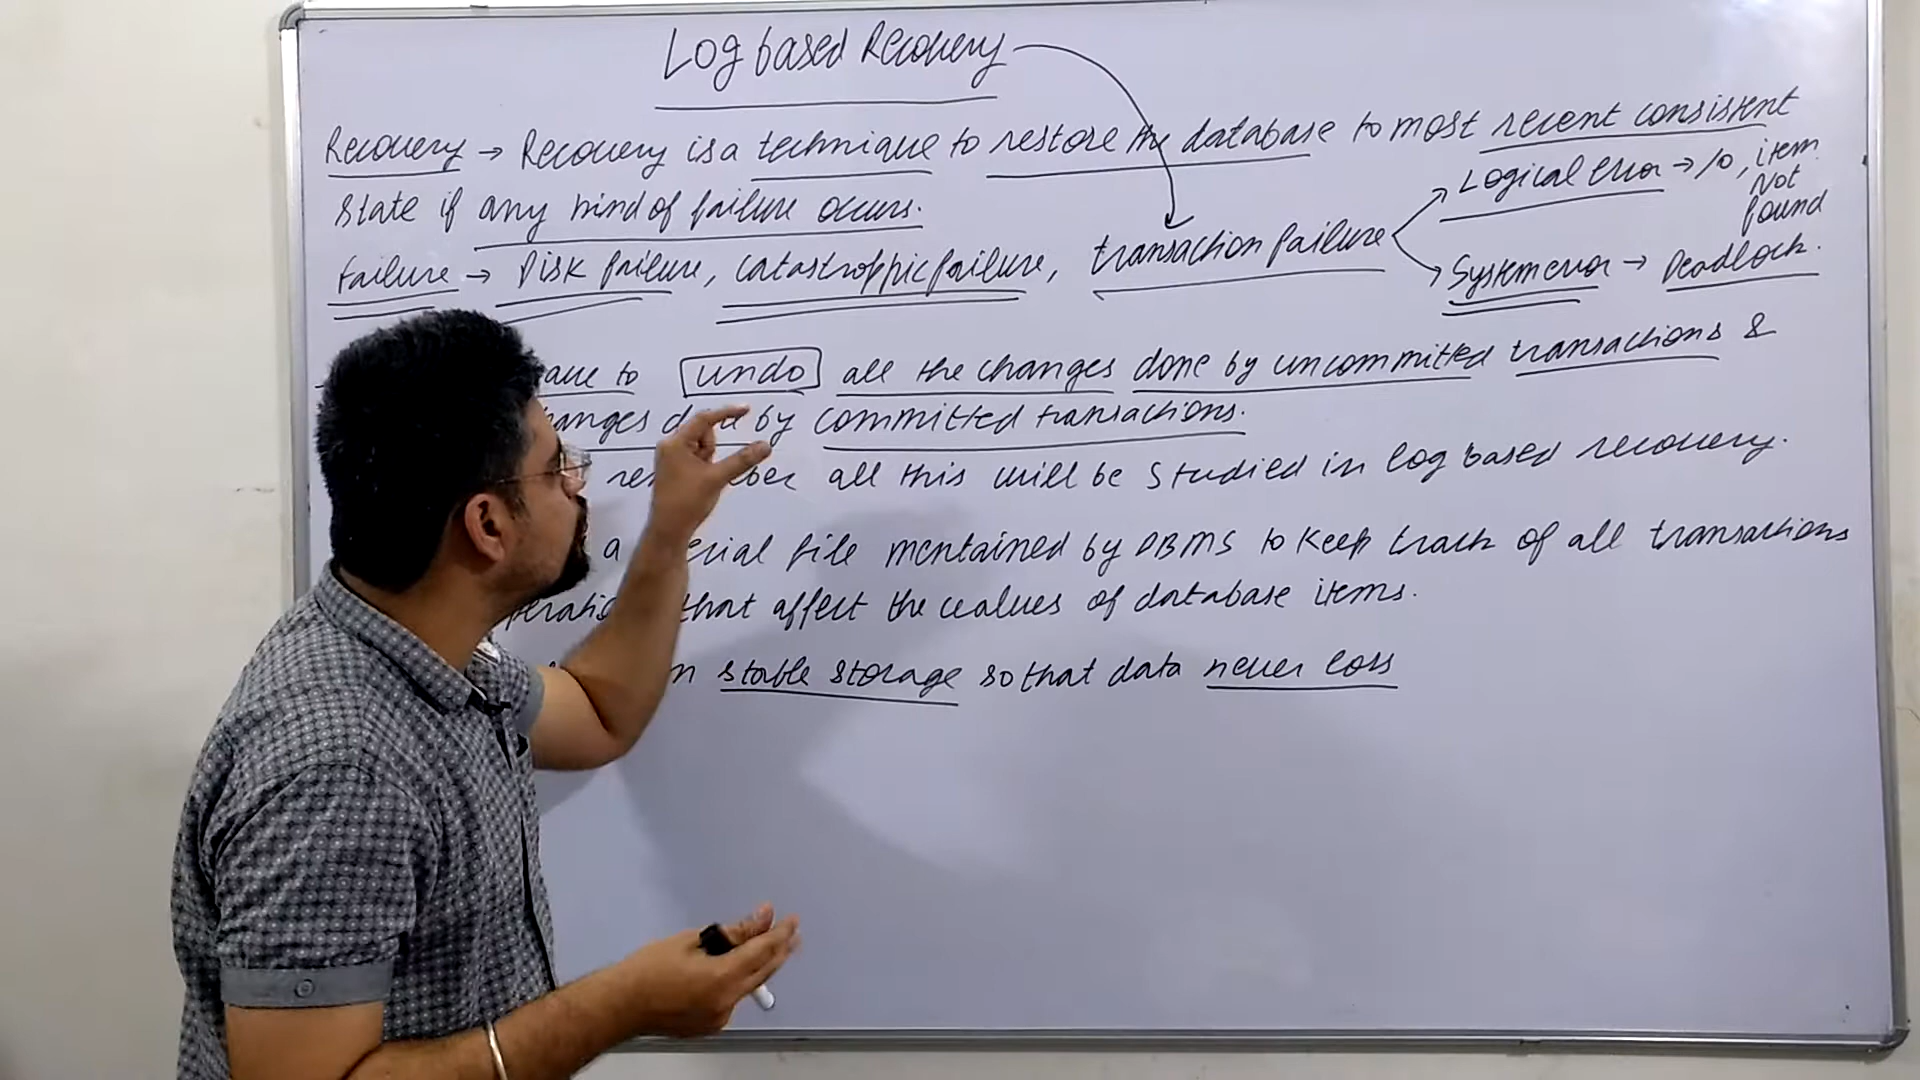 Log based Recovery
Recovery → Recovery is a technique to restore the database to most recent consistent
state if any kind of failure occurs.
Failure → Disk failure, catastrophpic failure, transaction failure
Logical Error → /0, item
Not
found
System error → Deadlock.
to undo all the changes done by uncommitted transactions &
by committed transactions.
all this will be studied in log based recovery.
a file mentained by DBMS to keep track of all transactions
that affect the values of database items.
stable storage so that data never loss